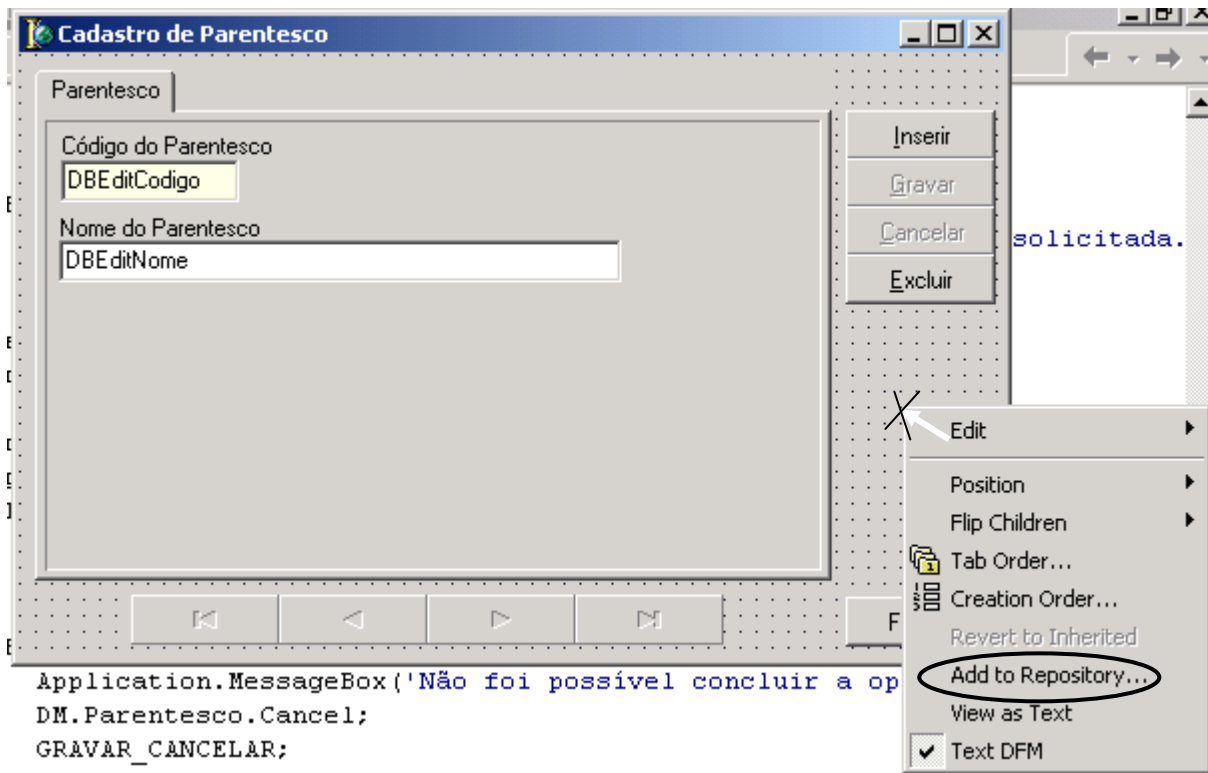 Cadastro de Parentesco
Parentesco
Código do Parentesco
DBEditCodigo
Nome do Parentesco
DBEditNome
Inserir
Gravar
Cancelar
Excluir
solicitada.
Edit
Position
Flip Children
Tab Order...
Creation Order...
Revert to Inherited
Add to Repository...
View as Text
Text DFM
F
Application.MessageBox('Não foi possível concluir a op
DM.Parentesco.Cancel;
GRAVAR_CANCELAR;